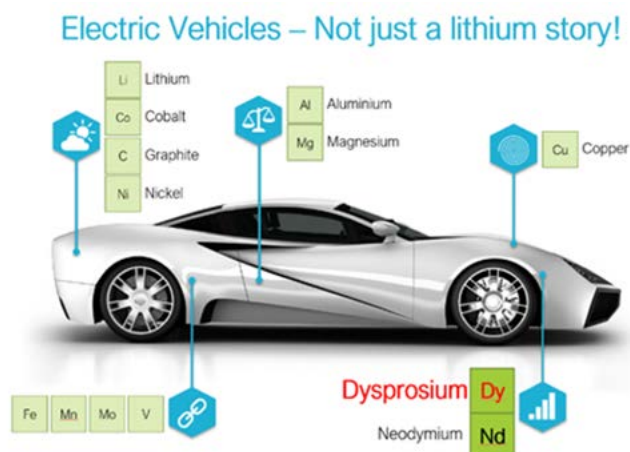 Electric Vehicles – Not just a lithium story!
Li Lithium
Co Cobalt
C Graphite
Ni Nickel
Al Aluminium
Mg Magnesium
Cu Copper
Fe Mn Mo V
Dysprosium Dy
Neodymium Nd